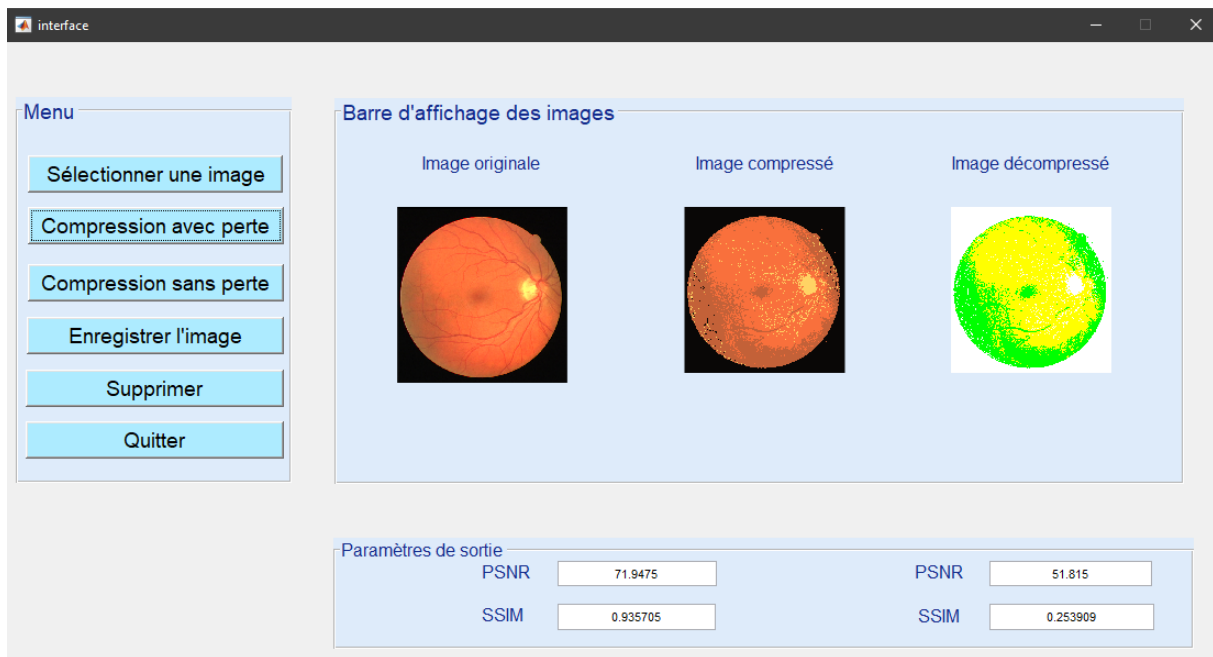 interface
Menu
Sélectionner une image
Compression avec perte
Compression sans perte
Enregistrer l'image
Supprimer
Quitter
Barre d'affichage des images
Image originale
Image compressé
Image décompressé
Paramètres de sortie
PSNR 71.9475 PSNR 51.815
SSIM 0.935705 SSIM 0.253909